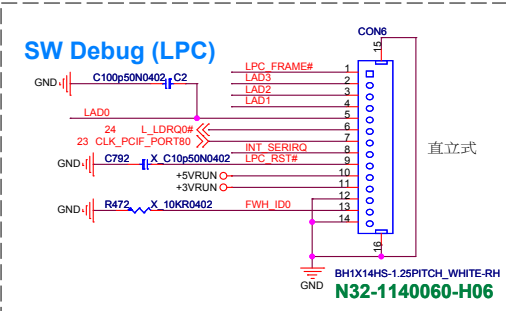 CON6
SW Debug (LPC)
15
LPC_FRAME# 1
C100p50N0402 C2 LAD3 2
GND LAD2 3
LAD1 4
LAD0 5
24 L_LDRQ0# 6
23 CLK_PCIF_PORT80 7
INT_SERIRQ 8
直立式
C792 X_C10p50N0402 LPC_RST# 9
GND
+5VRUN 10
+3VRUN 11
12
R472 X_10KR0402 FWH_ID0 13
GND 14
16
BH1X14HS-1.25PITCH_WHITE-RH
GND
N32-1140060-H06